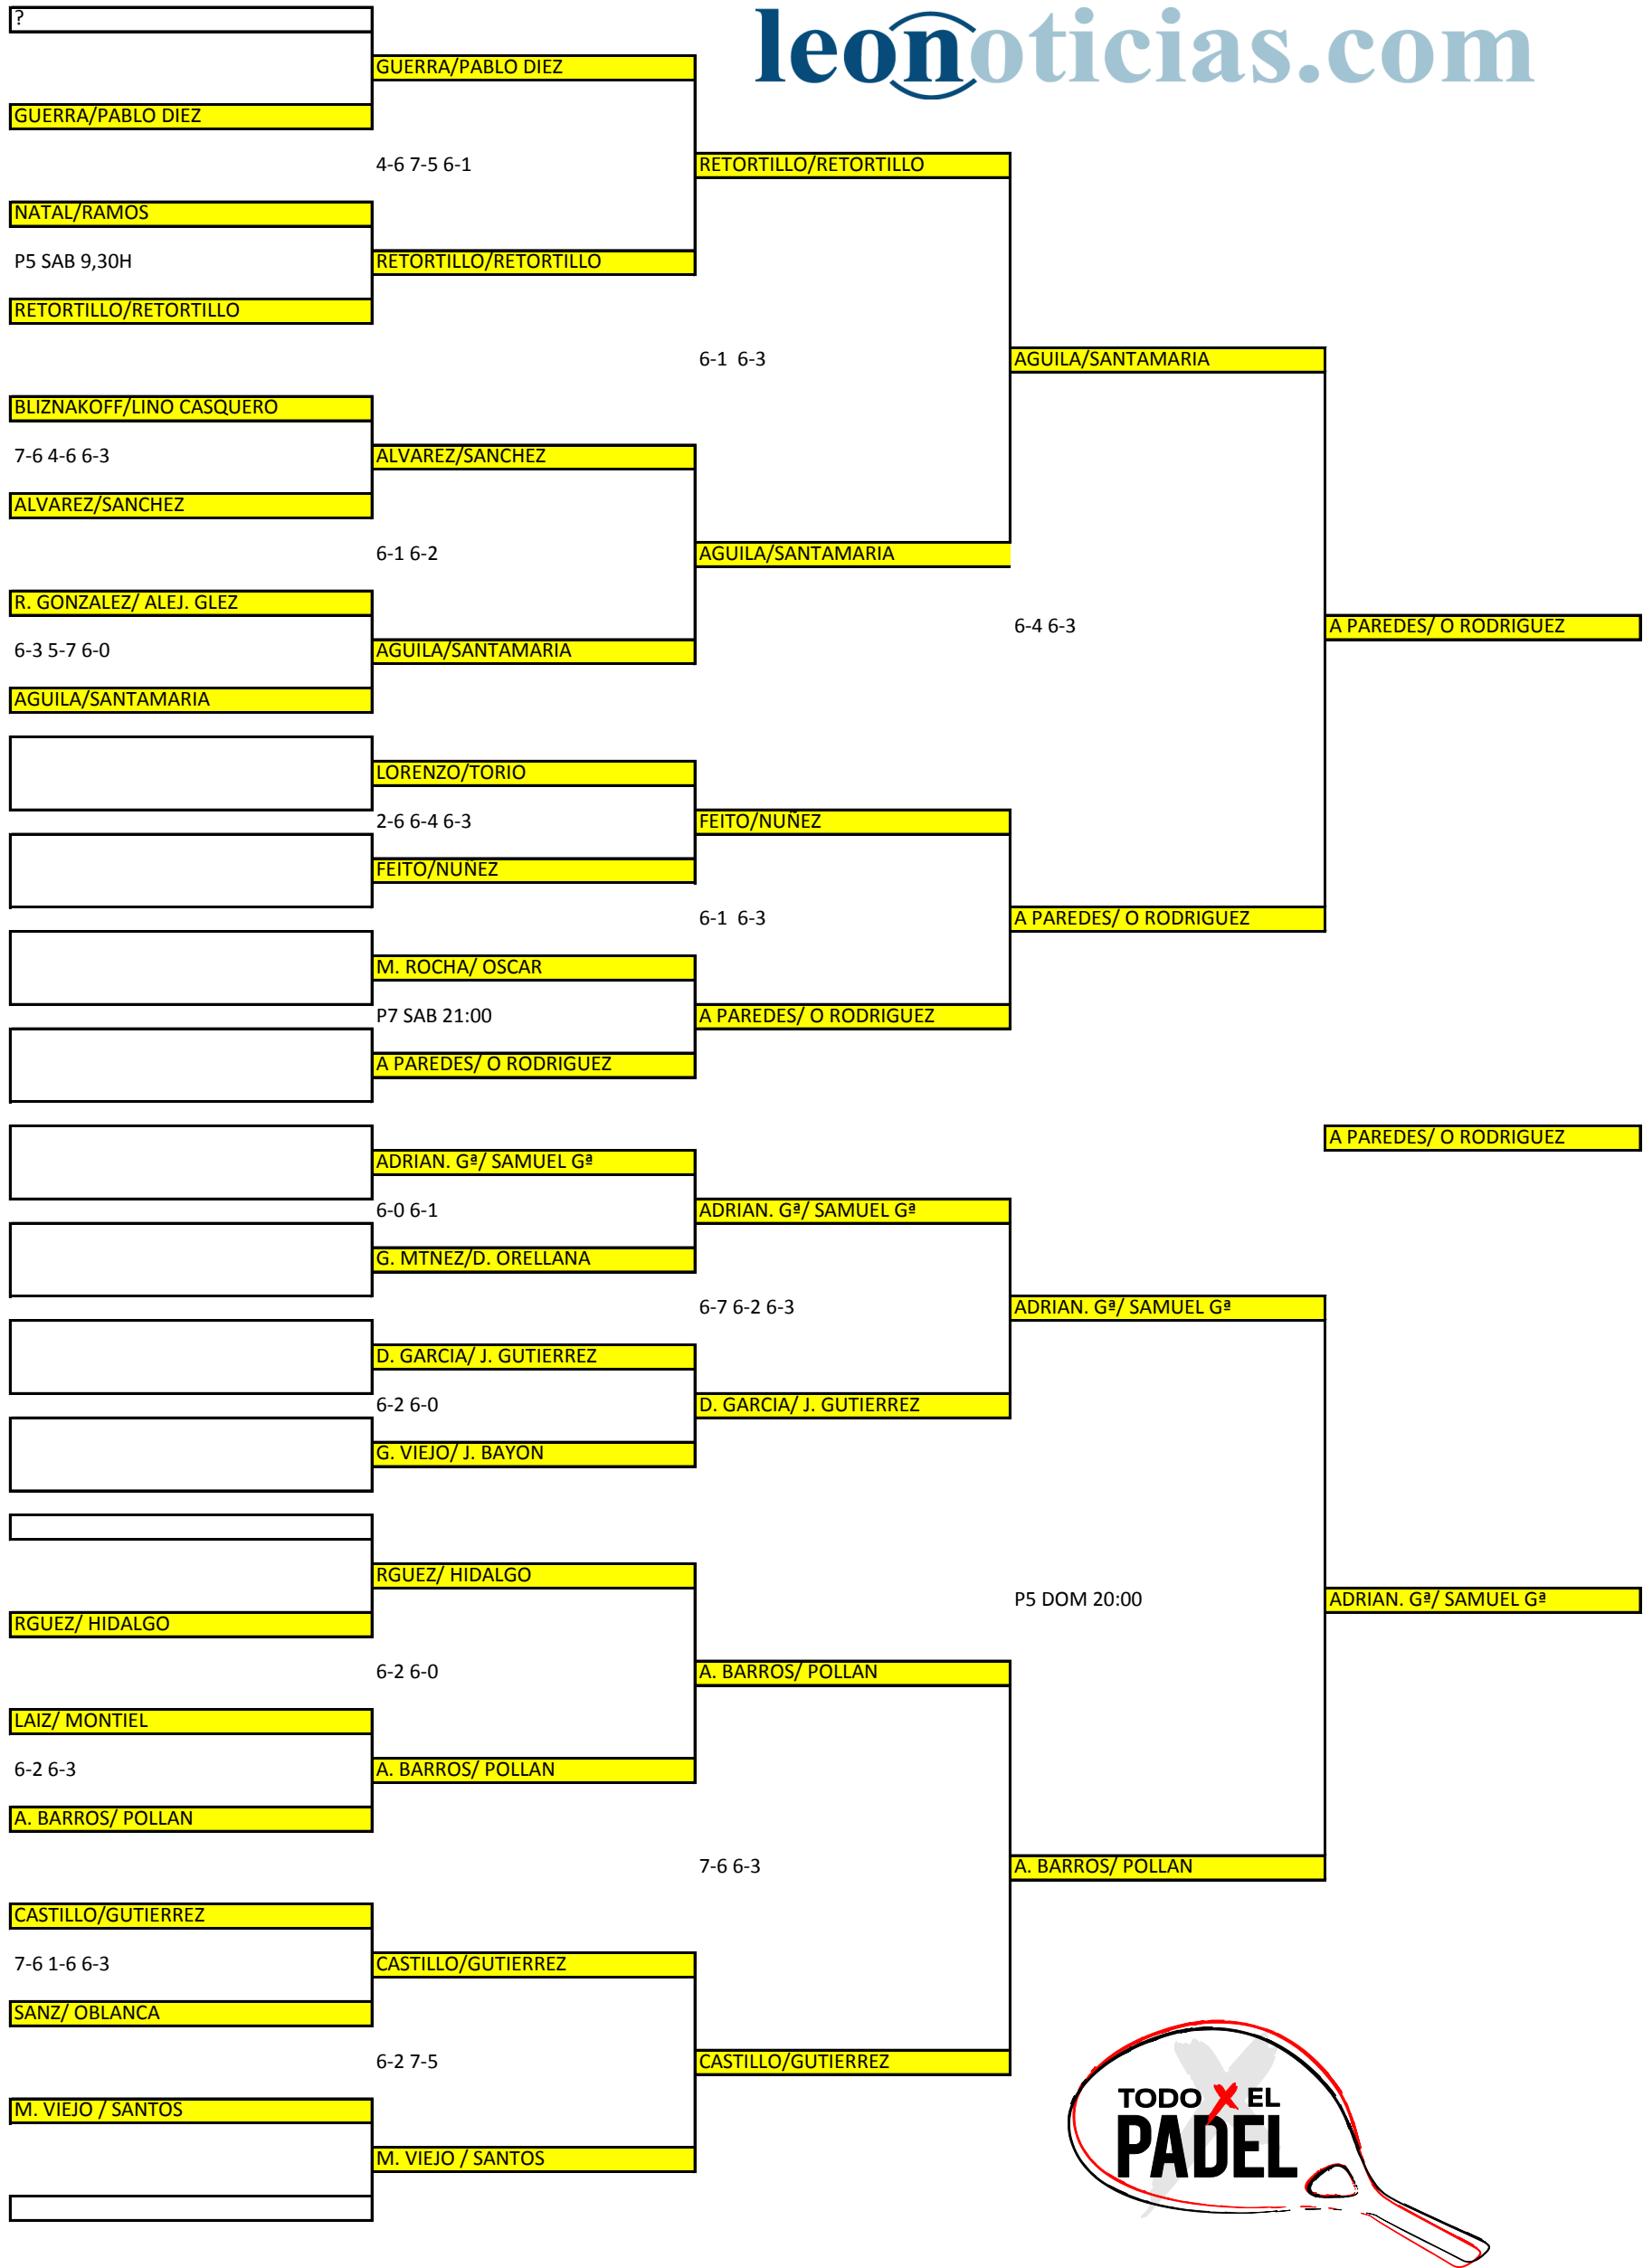 ?
leonoticias.com
GUERRA/PABLO DIEZ
GUERRA/PABLO DIEZ
4-6 7-5 6-1
RETORTILLO/RETORTILLO
NATAL/RAMOS
P5 SAB 9,30H
RETORTILLO/RETORTILLO
RETORTILLO/RETORTILLO
6-1 6-3
AGUILA/SANTAMARIA
BLIZNAKOFF/LINO CASQUERO
7-6 4-6 6-3
ALVAREZ/SANCHEZ
ALVAREZ/SANCHEZ
6-1 6-2
AGUILA/SANTAMARIA
R. GONZALEZ/ ALEJ. GLEZ
6-4 6-3
A PAREDES/ O RODRIGUEZ
6-3 5-7 6-0
AGUILA/SANTAMARIA
AGUILA/SANTAMARIA
LORENZO/TORIO
2-6 6-4 6-3
FEITO/NUÑEZ
FEITO/NUÑEZ
6-1 6-3
A PAREDES/ O RODRIGUEZ
M. ROCHA/ OSCAR
P7 SAB 21:00
A PAREDES/ O RODRIGUEZ
A PAREDES/ O RODRIGUEZ
A PAREDES/ O RODRIGUEZ
ADRIAN. Gª/ SAMUEL Gª
6-0 6-1
ADRIAN. Gª/ SAMUEL Gª
G. MTNEZ/D. ORELLANA
6-7 6-2 6-3
ADRIAN. Gª/ SAMUEL Gª
D. GARCIA/ J. GUTIERREZ
6-2 6-0
D. GARCIA/ J. GUTIERREZ
G. VIEJO/ J. BAYON
RGUEZ/ HIDALGO
P5 DOM 20:00
ADRIAN. Gª/ SAMUEL Gª
RGUEZ/ HIDALGO
6-2 6-0
A. BARROS/ POLLAN
LAIZ/ MONTIEL
6-2 6-3
A. BARROS/ POLLAN
A. BARROS/ POLLAN
7-6 6-3
A. BARROS/ POLLAN
CASTILLO/GUTIERREZ
7-6 1-6 6-3
CASTILLO/GUTIERREZ
SANZ/ OBLANCA
6-2 7-5
CASTILLO/GUTIERREZ
M. VIEJO / SANTOS
M. VIEJO / SANTOS
TODO X EL
PADEL